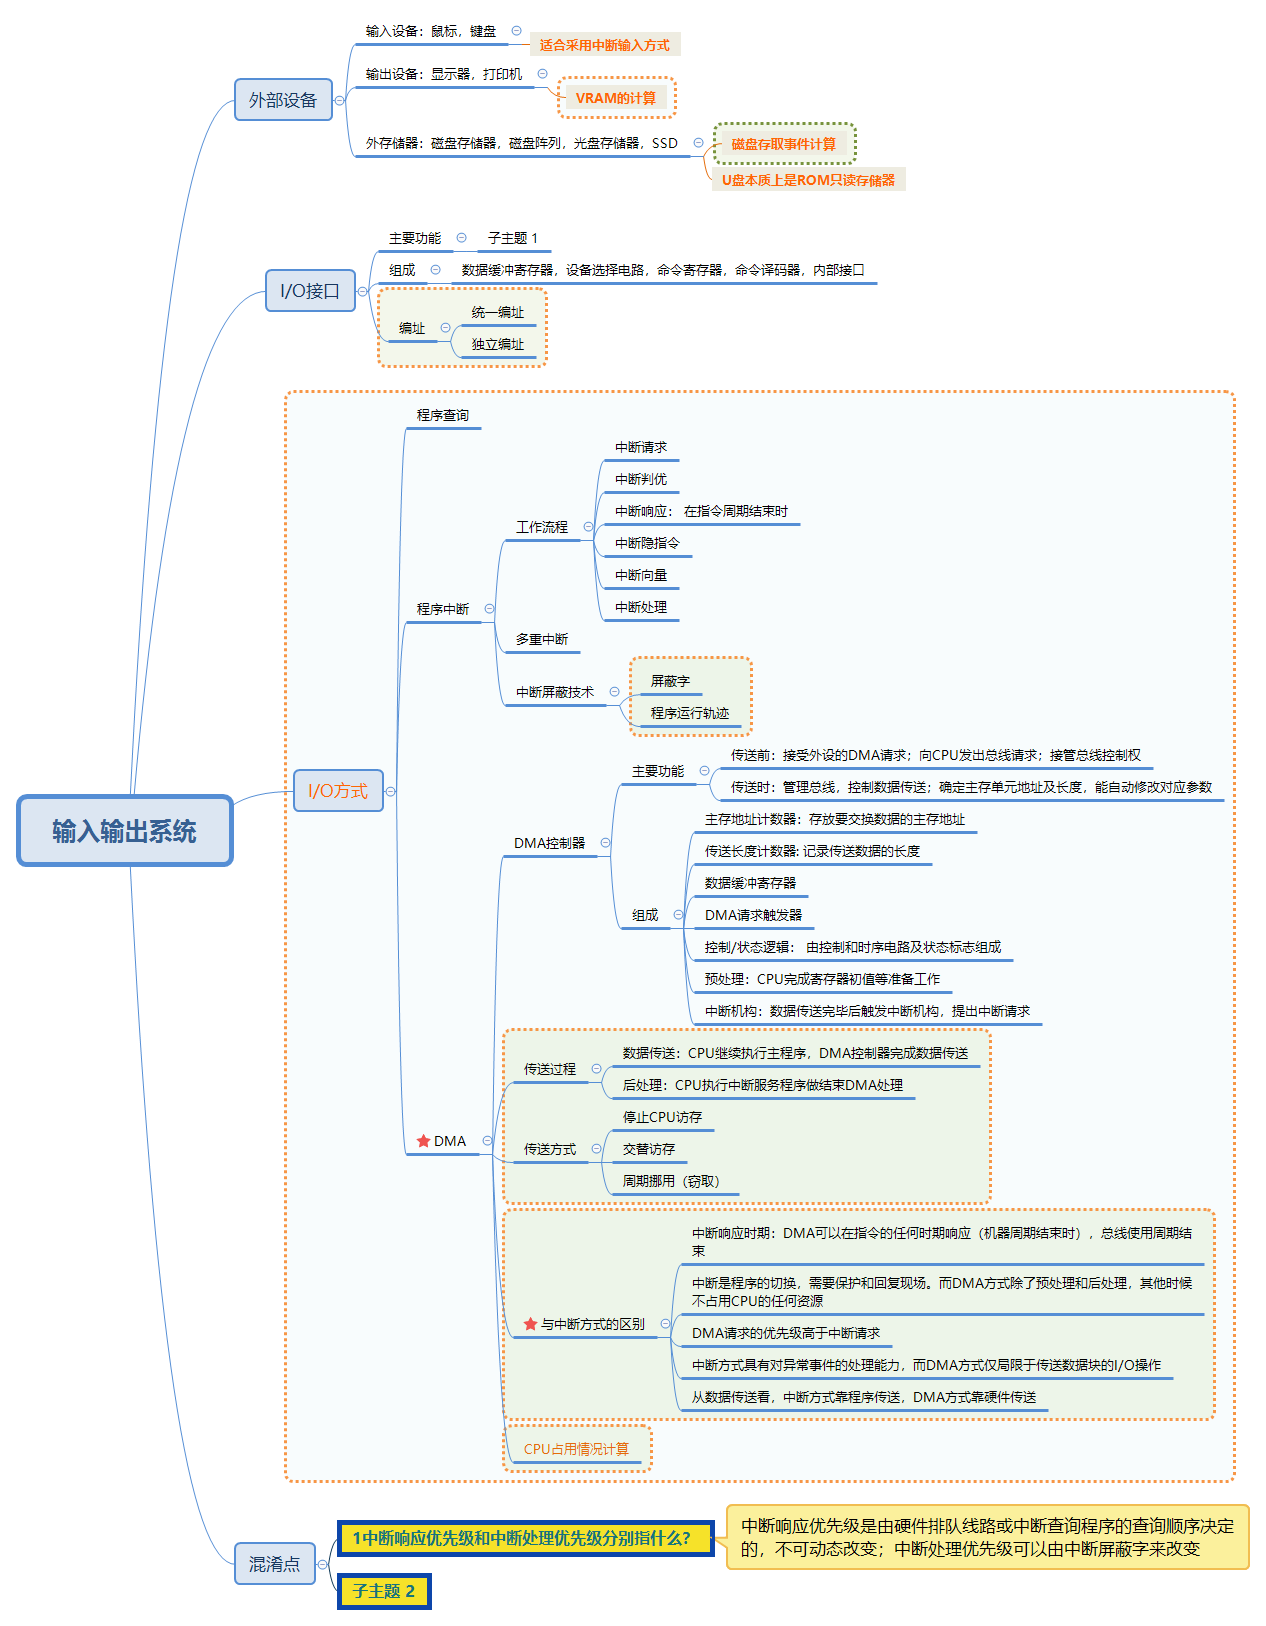 输入设备：鼠标，键盘
适合采用中断输入方式
输出设备：显示器，打印机
VRAM的计算
外部设备
外存储器：磁盘存储器，磁盘阵列，光盘存储器，SSD
磁盘存取事件计算
U盘本质上是ROM只读存储器
主要功能
子主题 1
组成
数据缓冲寄存器，设备选择电路，命令寄存器，命令译码器，内部接口
I/O接口
编址
统一编址
独立编址
程序查询
中断请求
中断判优
中断响应： 在指令周期结束时
工作流程
中断隐指令
中断向量
中断处理
程序中断
多重中断
中断屏蔽技术
屏蔽字
程序运行轨迹
I/O方式
输入输出系统
传送前：接受外设的DMA请求；向CPU发出总线请求；接管总线控制权
主要功能
传送时：管理总线，控制数据传送；确定主存单元地址及长度，能自动修改对应参数
DMA控制器
主存地址计数器：存放要交换数据的主存地址
传送长度计数器: 记录传送数据的长度
数据缓冲寄存器
组成
DMA请求触发器
控制/状态逻辑： 由控制和时序电路及状态标志组成
预处理：CPU完成寄存器初值等准备工作
中断机构：数据传送完毕后触发中断机构，提出中断请求
传送过程
数据传送：CPU继续执行主程序，DMA控制器完成数据传送
后处理：CPU执行中断服务程序做结束DMA处理
DMA
传送方式
停止CPU访存
交替访存
周期挪用（窃取）
中断响应时期：DMA可以在指令的任何时期响应（机器周期结束时），总线使用周期结
束
中断是程序的切换，需要保护和回复现场。而DMA方式除了预处理和后处理，其他时候
不占用CPU的任何资源
与中断方式的区别
DMA请求的优先级高于中断请求
中断方式具有对异常事件的处理能力，而DMA方式仅局限于传送数据块的I/O操作
从数据传送看，中断方式靠程序传送，DMA方式靠硬件传送
CPU占用情况计算
混淆点
1中断响应优先级和中断处理优先级分别指什么?
中断响应优先级是由硬件排队线路或中断查询程序的查询顺序决定
的，不可动态改变；中断处理优先级可以由中断屏蔽字来改变
子主题 2